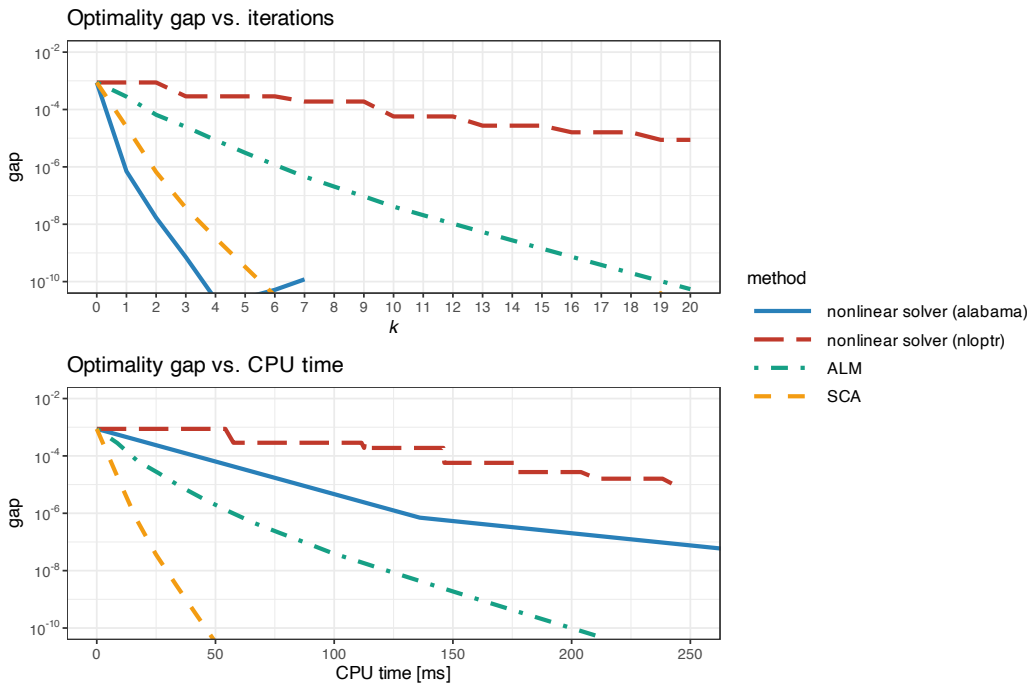 Optimality gap vs. iterations
gap
10-2
10-4
10-6
10-8
10-10
0 1 2 3 4 5 6 7 8 9 10 11 12 13 14 15 16 17 18 19 20
k
method
nonlinear solver (alabama)
nonlinear solver (nloptr)
ALM
SCA
Optimality gap vs. CPU time
gap
10-2
10-4
10-6
10-8
10-10
0 50 100 150 200 250
CPU time [ms]